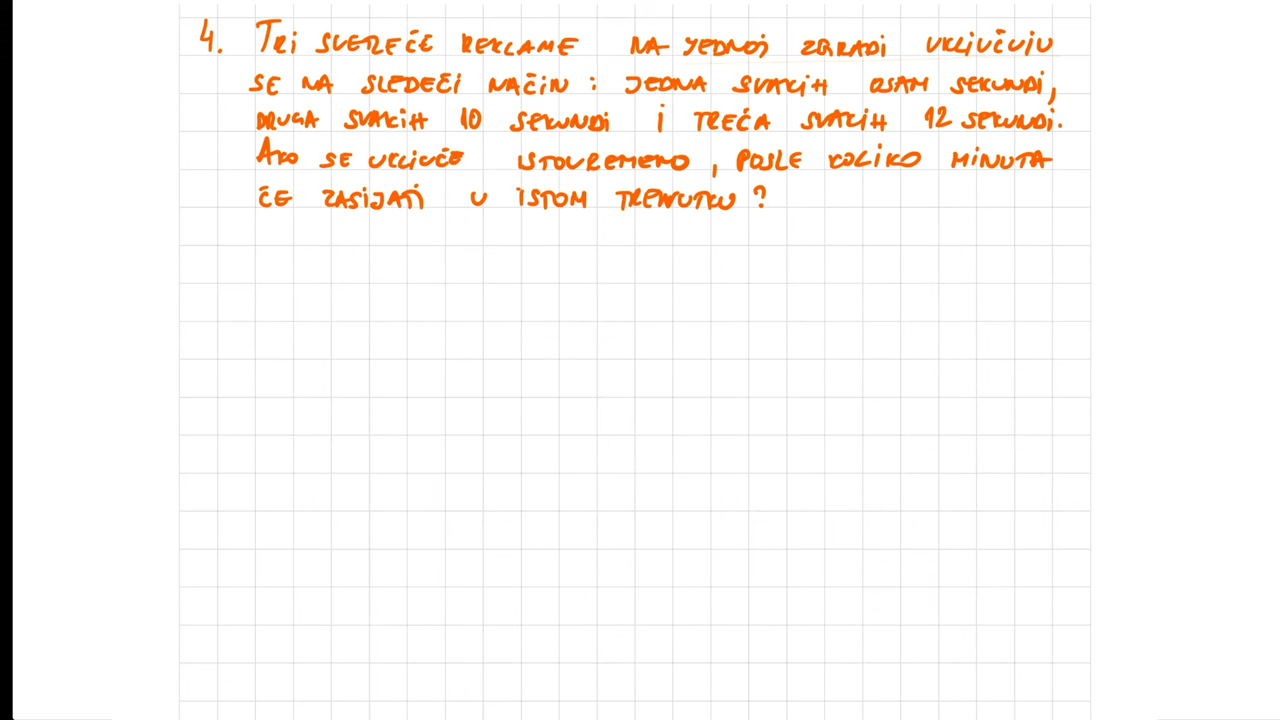 4. TRI SVETLEĆE REKLAME NA JEDNOJ ZGRADI UKLJUČUJU
SE NA SLEDEĆI NAČIN: JEDNA SVAKIH OSAM SEKUNDI,
DRUGA SVAKIH 10 SEKUNDI I TREĆA SVAKIH 12 SEKUNDI.
AKO SE UKLJUČE ISTOVREMENO, POSLE KOLIKO MINUTA
ĆE ZASIJATI U ISTOM TRENUTKU?